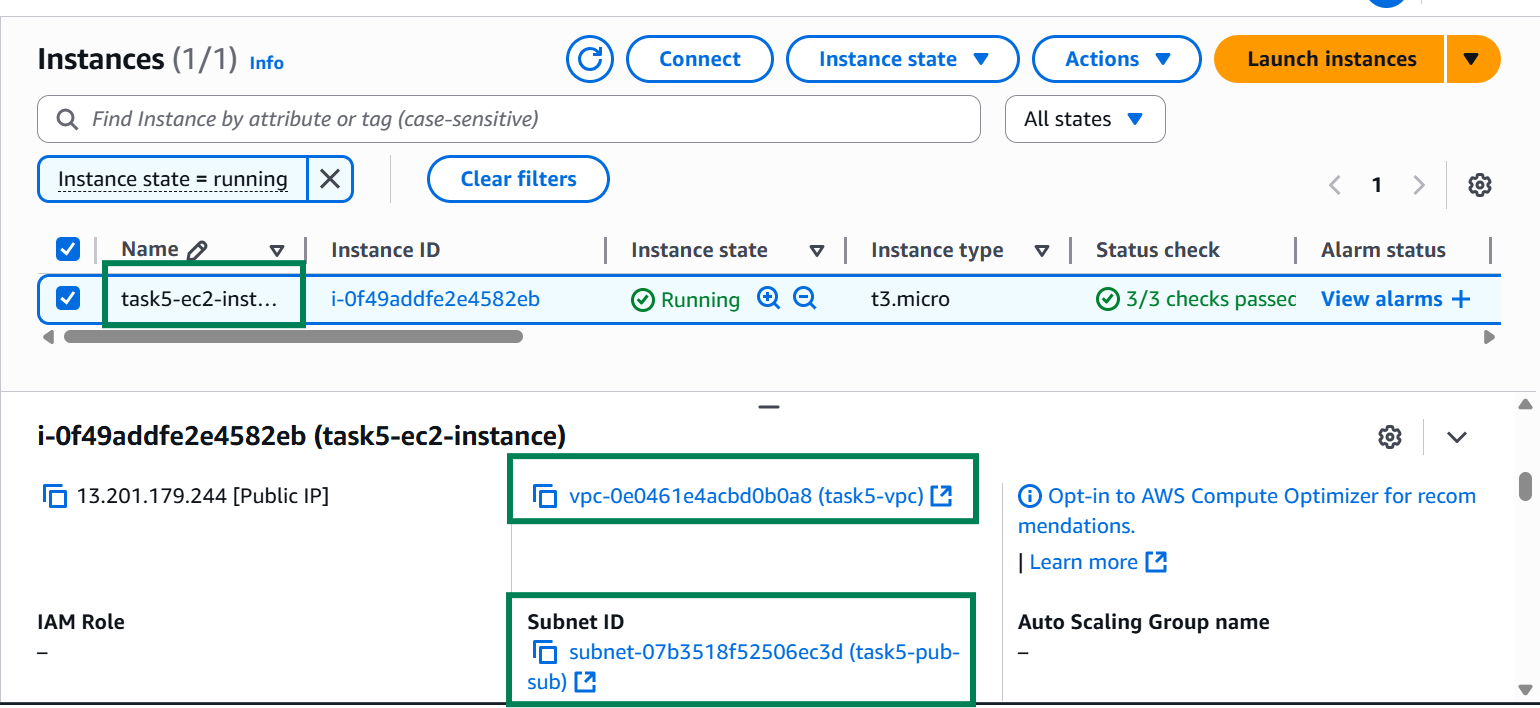 Instances (1/1) Info
Connect
Instance state
Actions
Launch instances
Find Instance by attribute or tag (case-sensitive)
All states
Instance state = running
Clear filters
1
Name
Instance ID
Instance state
Instance type
Status check
Alarm status
task5-ec2-inst...
i-0f49addfe2e4582eb
Running
t3.micro
3/3 checks passed
View alarms +
i-0f49addfe2e4582eb (task5-ec2-instance)
13.201.179.244 [Public IP]
vpc-0e0461e4acbd0b0a8 (task5-vpc)
Opt-in to AWS Compute Optimizer for recom
mendations.
| Learn more
IAM Role
–
Subnet ID
subnet-07b3518f52506ec3d (task5-pub-
sub)
Auto Scaling Group name
–